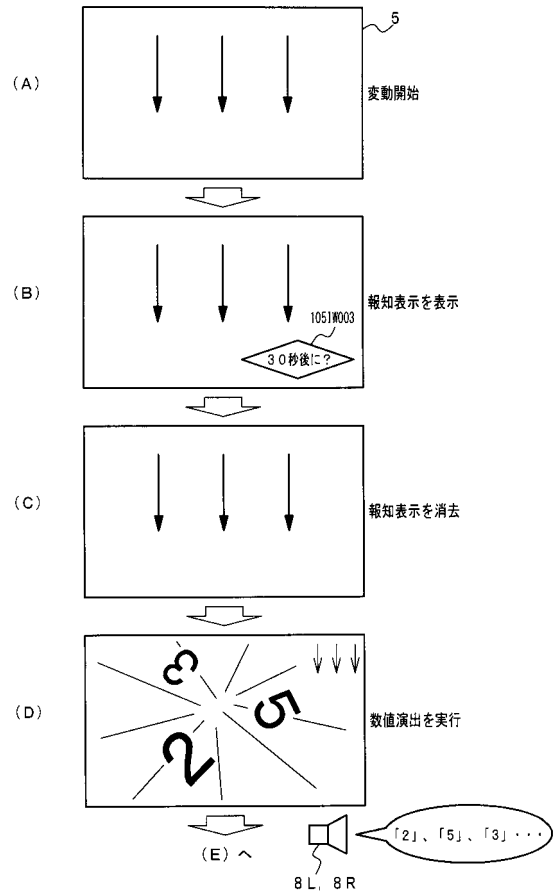 5
(A)
変動開始
(B)
報知表示を表示
105IW003
30秒後に?
(C)
報知表示を消去
(D)
3
5
2
数値演出を実行
(E)へ
「2」、「5」、「3」・・・
8L, 8R